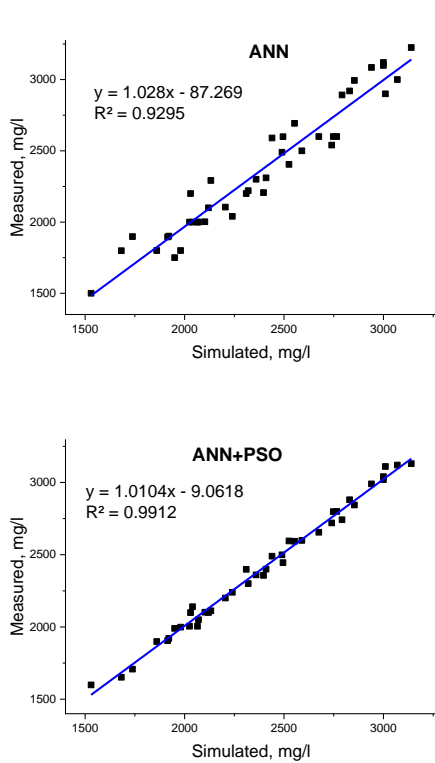 ANN
y = 1.028x - 87.269
R² = 0.9295
3000
2500
2000
1500
Measured, mg/l
1500 2000 2500 3000
Simulated, mg/l
ANN+PSO
y = 1.0104x - 9.0618
R² = 0.9912
3000
2500
2000
1500
Measured, mg/l
1500 2000 2500 3000
Simulated, mg/l